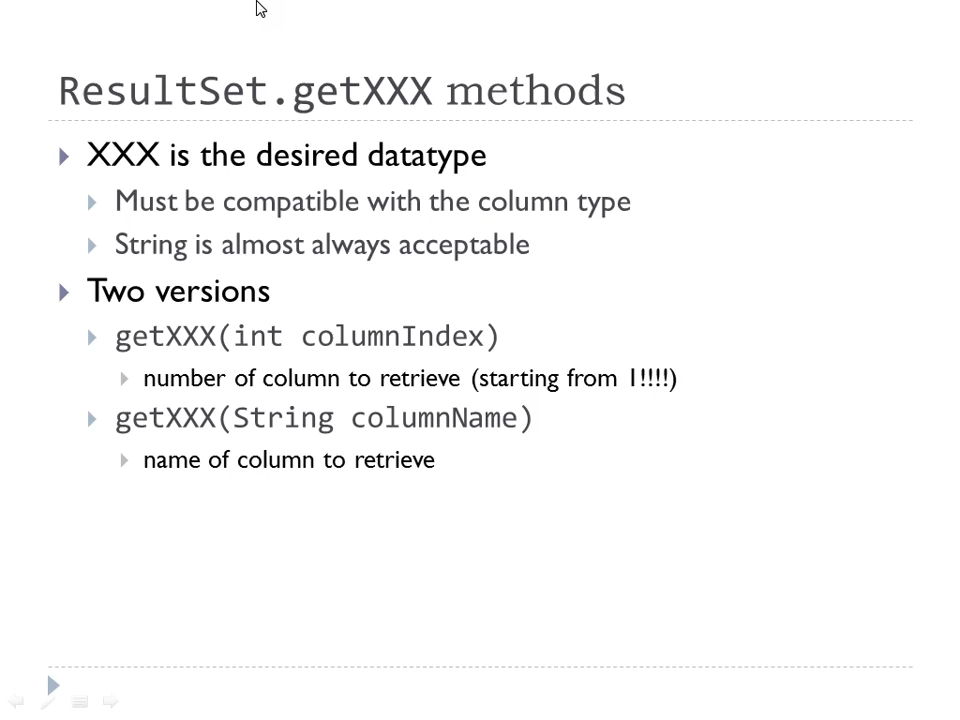 ResultSet.getXXX methods
XXX is the desired datatype
Must be compatible with the column type
String is almost always acceptable
Two versions
getXXX(int columnIndex)
number of column to retrieve (starting from 1!!!!)
getXXX(String columnName)
name of column to retrieve